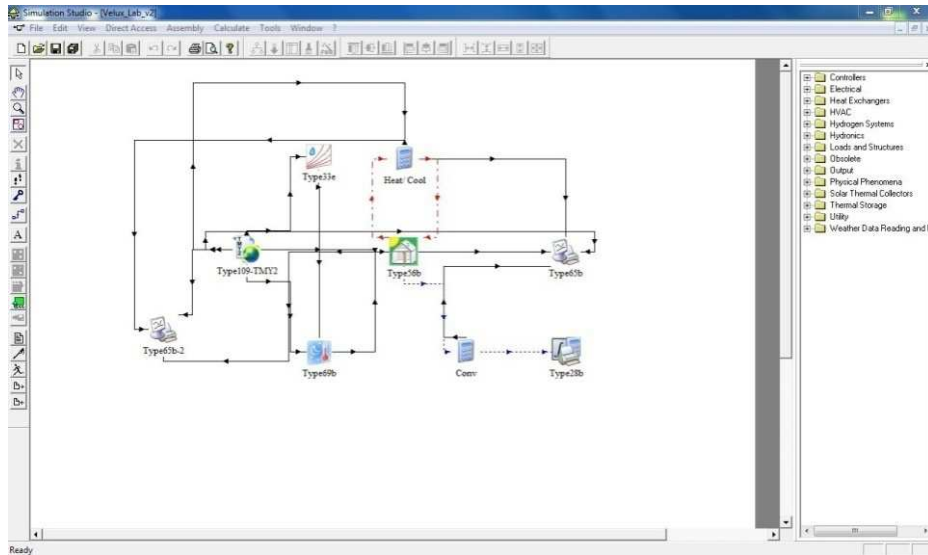 Simulation Studio - [Velux_Lab_v2]
File Edit View Direct Access Assembly Calculate Tools Window ?
Type33e
Heat/ Cool
Type109-TMY2
Type56b
Type65b
Type65b-2
Type69b
Conv
Type28b
Controllers
Electrical
Heat Exchangers
HVAC
Hydrogen Systems
Hydronics
Loads and Structures
Obsolete
Output
Physical Phenomena
Solar Thermal Collectors
Thermal Storage
Utility
Weather Data Reading and
Ready